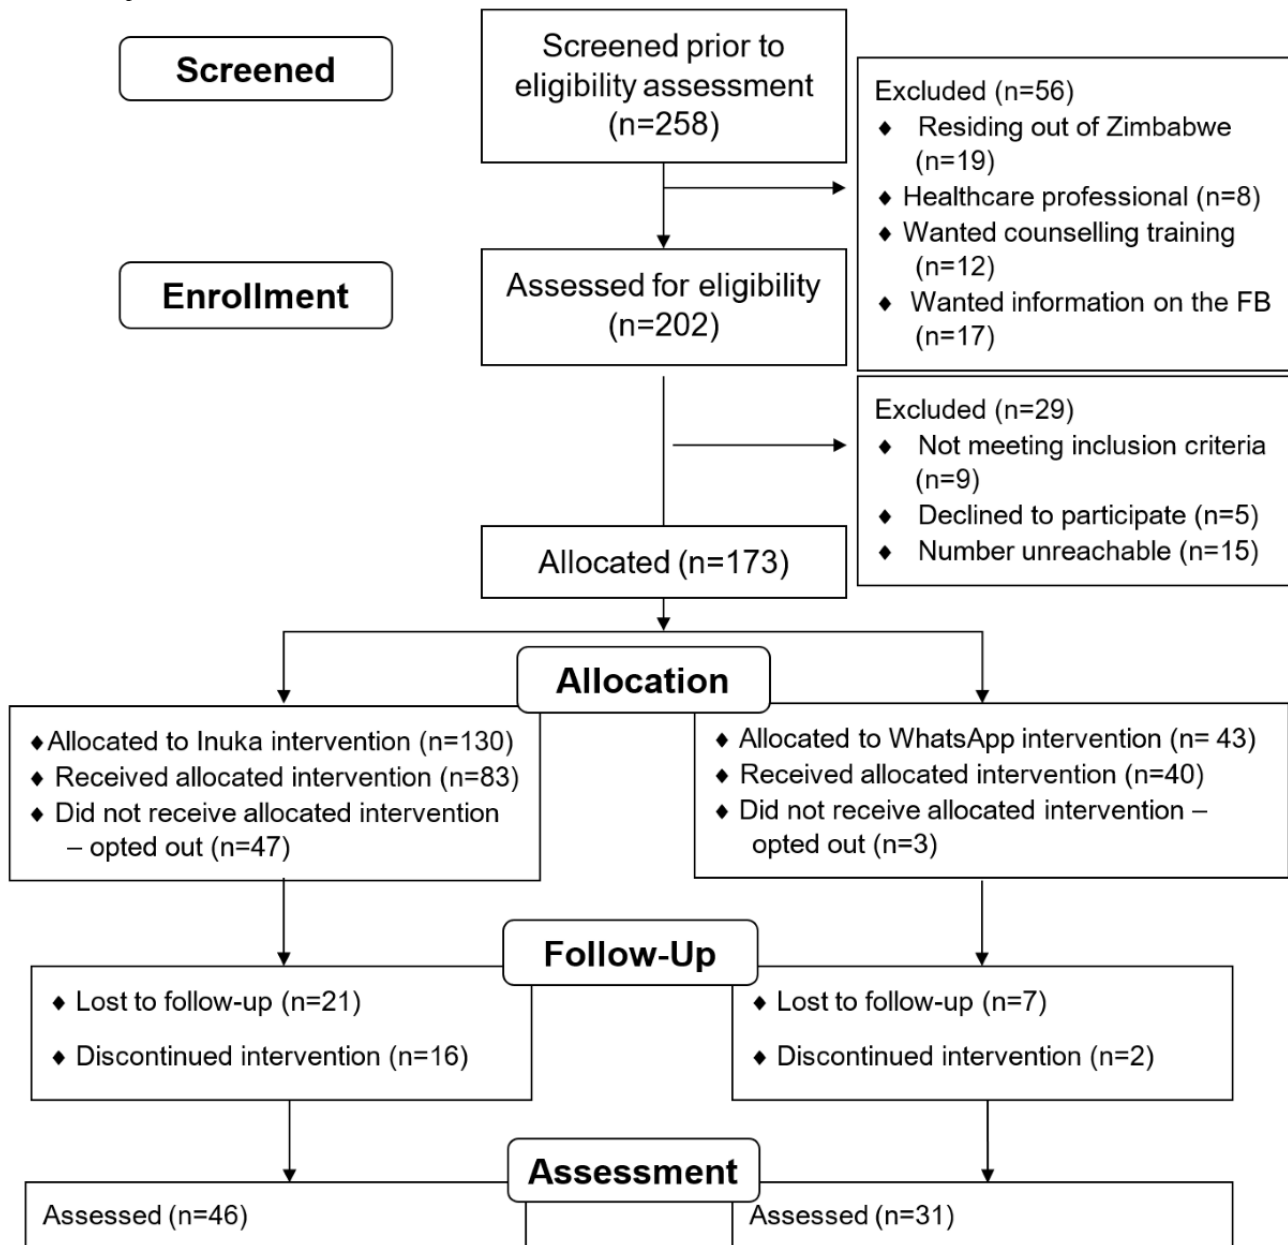 Screened
Screened prior to
eligibility assessment
(n=258)
Excluded (n=56)
♦ Residing out of Zimbabwe
(n=19)
♦ Healthcare professional (n=8)
♦ Wanted counselling training
(n=12)
♦ Wanted information on the FB
(n=17)
Enrollment
Assessed for eligibility
(n=202)
Excluded (n=29)
♦ Not meeting inclusion criteria
(n=9)
♦ Declined to participate (n=5)
♦ Number unreachable (n=15)
Allocated (n=173)
Allocation
♦Allocated to Inuka intervention (n=130)
♦ Received allocated intervention (n=83)
♦ Did not receive allocated intervention
– opted out (n=47)
♦ Allocated to WhatsApp intervention (n= 43)
♦ Received allocated intervention (n=40)
♦ Did not receive allocated intervention –
opted out (n=3)
Follow-Up
♦ Lost to follow-up (n=21)
♦ Discontinued intervention (n=16)
♦ Lost to follow-up (n=7)
♦ Discontinued intervention (n=2)
Assessment
Assessed (n=46)
Assessed (n=31)